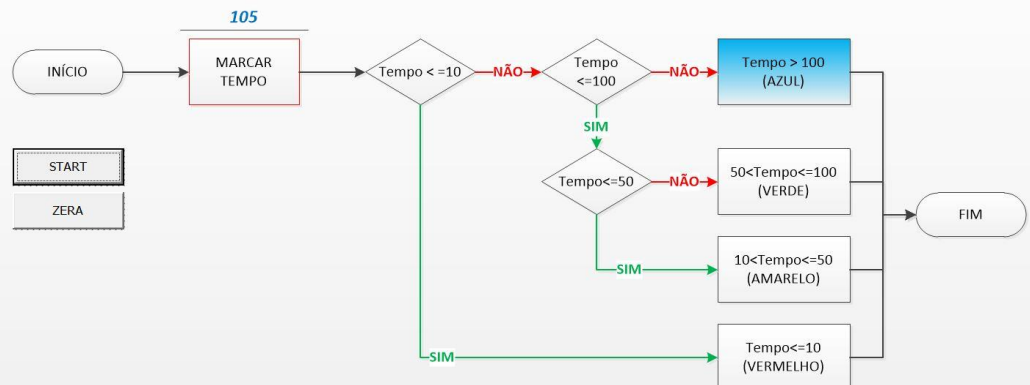 105
INÍCIO
MARCAR
TEMPO
Tempo < =10
NÃO
Tempo
<=100
NÃO
Tempo > 100
(AZUL)
SIM
START
ZERA
Tempo<=50
NÃO
50<Tempo<=100
(VERDE)
FIM
SIM
10<Tempo<=50
(AMARELO)
SIM
Tempo<=10
(VERMELHO)